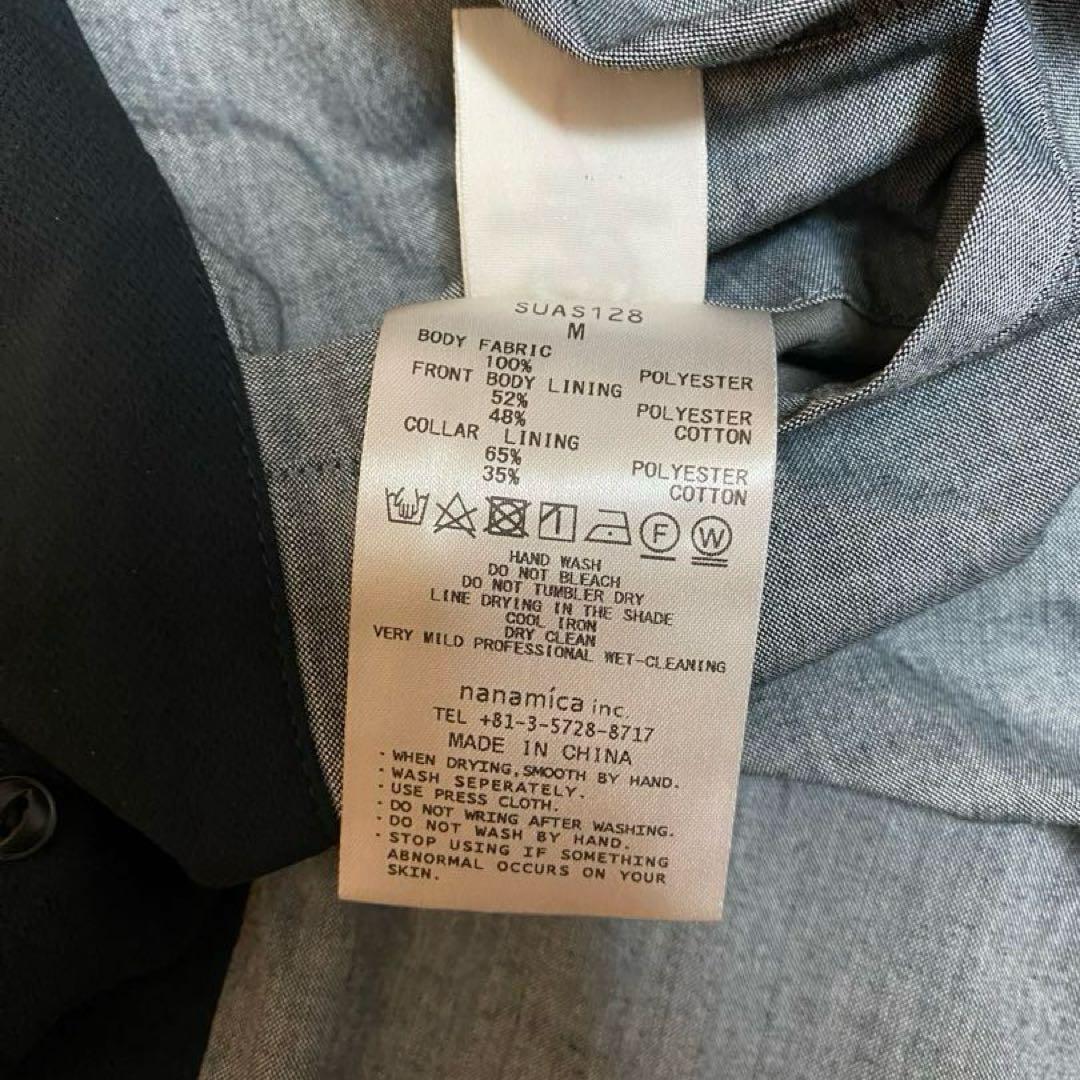 M
SUAS128
M
BODY FABRIC
100% POLYESTER
FRONT BODY LINING
52% POLYESTER
48% COTTON
COLLAR LINING
65% POLYESTER
35% COTTON
F W
HAND WASH
DO NOT BLEACH
DO NOT TUMBLER DRY
LINE DRYING IN THE SHADE
COOL IRON
DRY CLEAN
VERY MILD PROFESSIONAL WET-CLEANING
nanamica inc.
TEL +81-3-5728-8717
MADE IN CHINA
・WHEN DRYING,SMOOTH BY HAND.
・WASH SEPERATELY.
・USE PRESS CLOTH.
・DO NOT WRING AFTER WASHING.
・DO NOT WASH BY HAND.
・STOP USING IF SOMETHING
ABNORMAL OCCURS ON YOUR
SKIN.